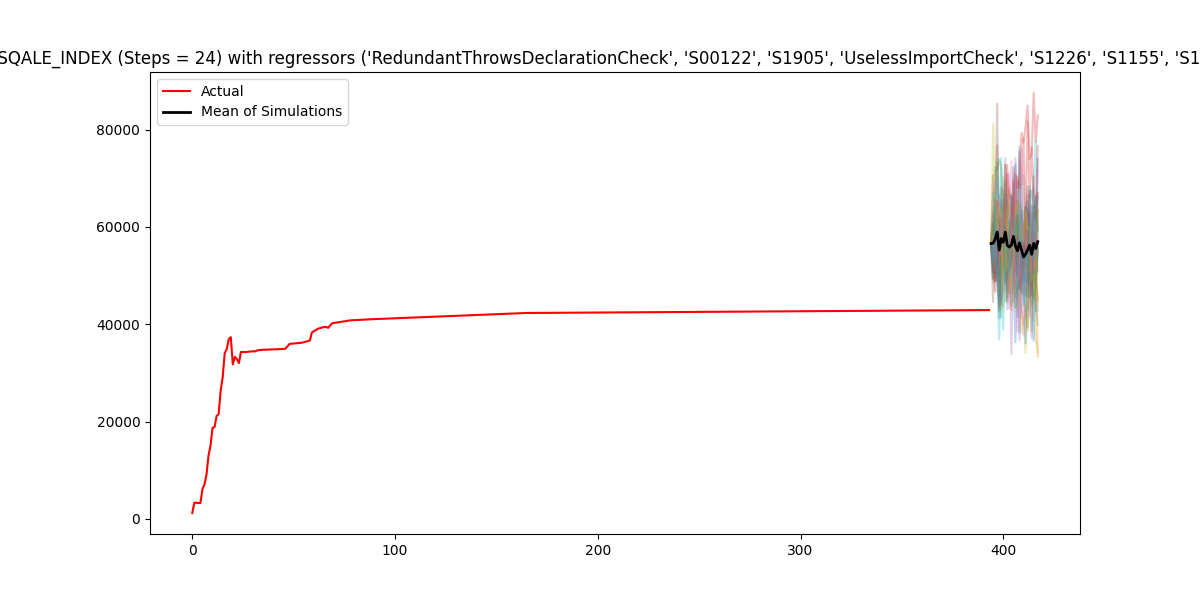 SQALE_INDEX (Steps = 24) with regressors ('RedundantThrowsDeclarationCheck', 'S00122', 'S1905', 'UselessImportCheck', 'S1226', 'S1155', 'S1
Actual
Mean of Simulations
80000
60000
40000
20000
0
0 100 200 300 400